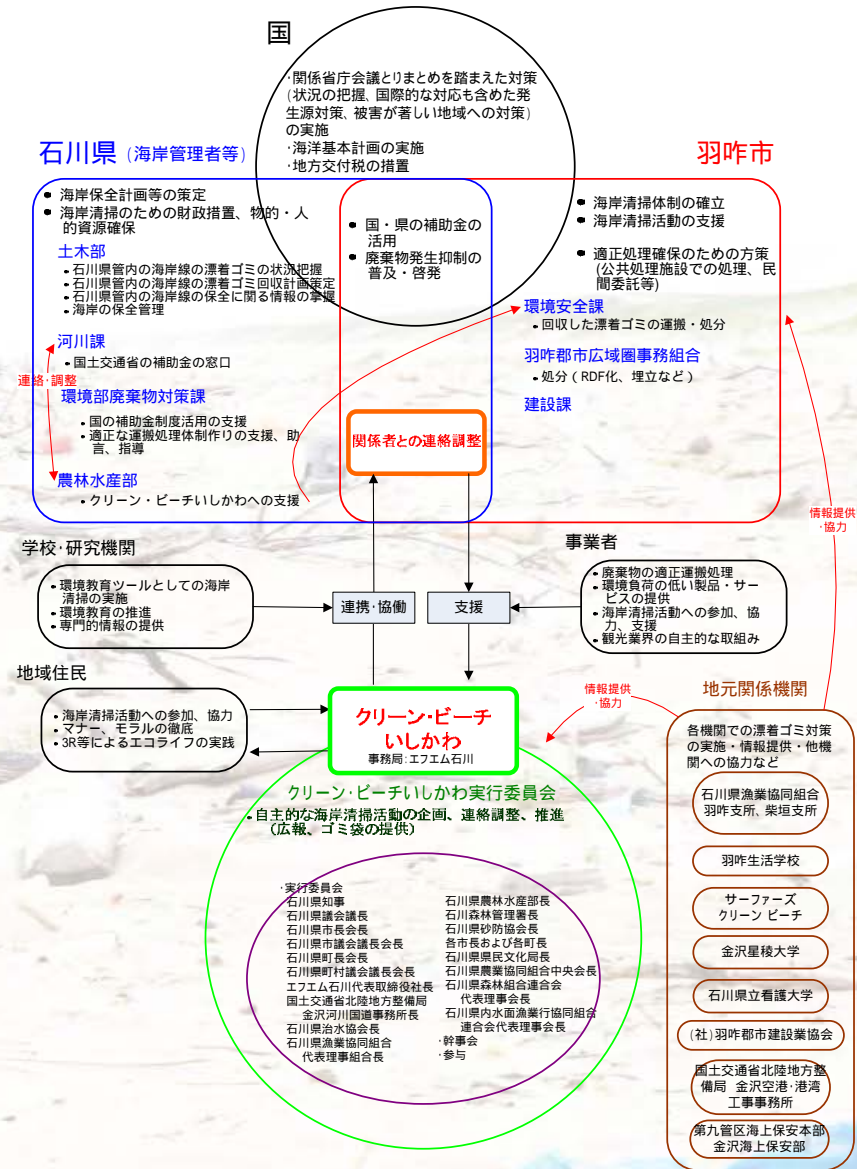 国
·関係省庁会議とりまとめを踏まえた対策
(状況の把握、国際的な対応も含めた発
生源対策、被害が著しい地域への対策)
の実施
·海洋基本計画の実施
·地方交付税の措置
石川県 (海岸管理者等)
羽咋市
● 海岸保全計画等の策定
● 海岸清掃のための財政措置、物的・人
的資源確保
土木部
• 石川県管内の海岸線の漂着ゴミの状況把握
• 石川県管内の海岸線の漂着ゴミ回収計画策定
• 石川県管内の海岸線の保全に関る情報の掌握
• 海岸の保全管理
河川課
• 国土交通省の補助金の窓口
連絡·調整
環境部廃棄物対策課
• 国の補助金制度活用の支援
• 適正な運搬処理体制作りの支援、助
言、指導
農林水産部
• クリーン・ビーチいしかわへの支援
● 国・県の補助金の
活用
● 廃棄物発生抑制の
普及・啓発
関係者との連絡調整
● 海岸清掃体制の確立
● 海岸清掃活動の支援
● 適正処理確保のための方策
(公共処理施設での処理、民
間委託等)
環境安全課
• 回収した漂着ゴミの運搬・処分
羽咋郡市広域圏事務組合
• 処分（RDF化、埋立など）
建設課
情報提供
·協力
学校·研究機関
• 環境教育ツールとしての海岸
清掃の実施
• 環境教育の推進
• 専門的情報の提供
連携·協働
支援
事業者
• 廃棄物の適正運搬処理
• 環境負荷の低い製品・サー
ビスの提供
• 海岸清掃活動への参加、協
力、支援
• 観光業界の自主的な取組み
地域住民
• 海岸清掃活動への参加、協力
• マナー、モラルの徹底
• 3R等によるエコライフの実践
クリーン·ビーチ
いしかわ
事務局:エフエム石川
情報提供
·協力
クリーン·ビーチいしかわ実行委員会
• 自主的な海岸清掃活動の企画、連絡調整、推進
（広報、ゴミ袋の提供）
·実行委員会
石川県知事
石川県議会議長
石川県市長会長
石川県市議会議長会長
石川県町長会長
石川県町村議会議長会長
エフエム石川代表取締役社長
国土交通省北陸地方整備局
金沢河川国道事務所長
石川県治水協会長
石川県漁業協同組合
代表理事組合長
石川県農林水産部長
石川森林管理署長
石川県砂防協会長
各市長および各町長
石川県県民文化局長
石川県農業協同組合中央会長
石川県森林組合連合会
代表理事会長
石川県内水面漁業行協同組合
連合会代表理事会長
·幹事会
·参与
地元関係機関
各機関での漂着ゴミ対策
の実施・情報提供・他機
関への協力など
石川県漁業協同組合
羽咋支所、柴垣支所
羽咋生活学校
サーファーズ
クリーン ビーチ
金沢星稜大学
石川県立看護大学
(社)羽咋郡市建設業協会
国土交通省北陸地方整
備局 金沢空港·港湾
工事事務所
第九管区海上保安本部
金沢海上保安部